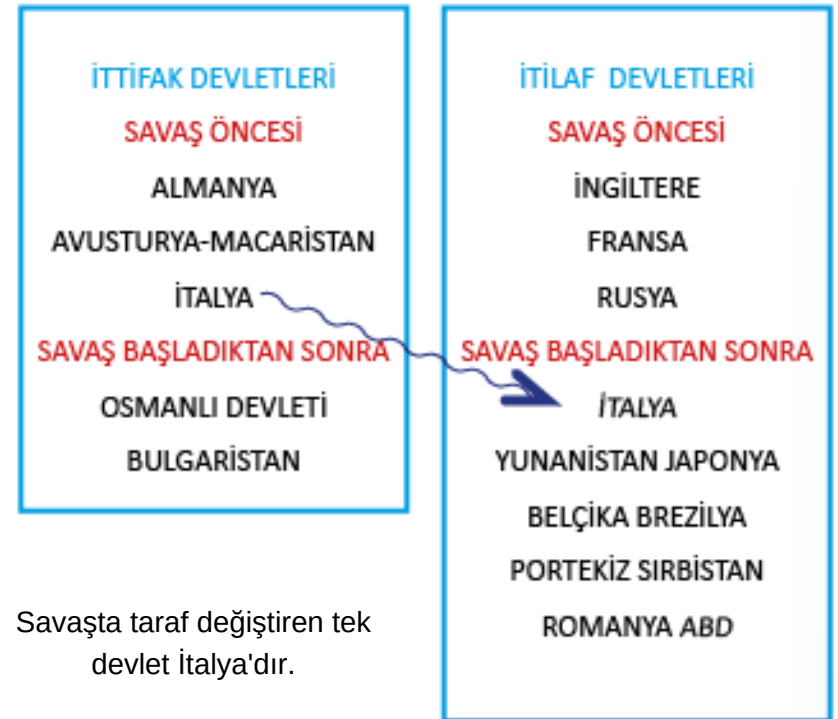 İTTİFAK DEVLETLERİ
SAVAŞ ÖNCESİ
ALMANYA
AVUSTURYA-MACARİSTAN
İTALYA
SAVAŞ BAŞLADIKTAN SONRA
OSMANLI DEVLETİ
BULGARİSTAN
Savaşta taraf değiştiren tek
devlet İtalya'dır.
İTİLAF DEVLETLERİ
SAVAŞ ÖNCESİ
İNGİLTERE
FRANSA
RUSYA
SAVAŞ BAŞLADIKTAN SONRA
İTALYA
YUNANİSTAN JAPONYA
BELÇİKA BREZİLYA
PORTEKİZ SIRBİSTAN
ROMANYA ABD